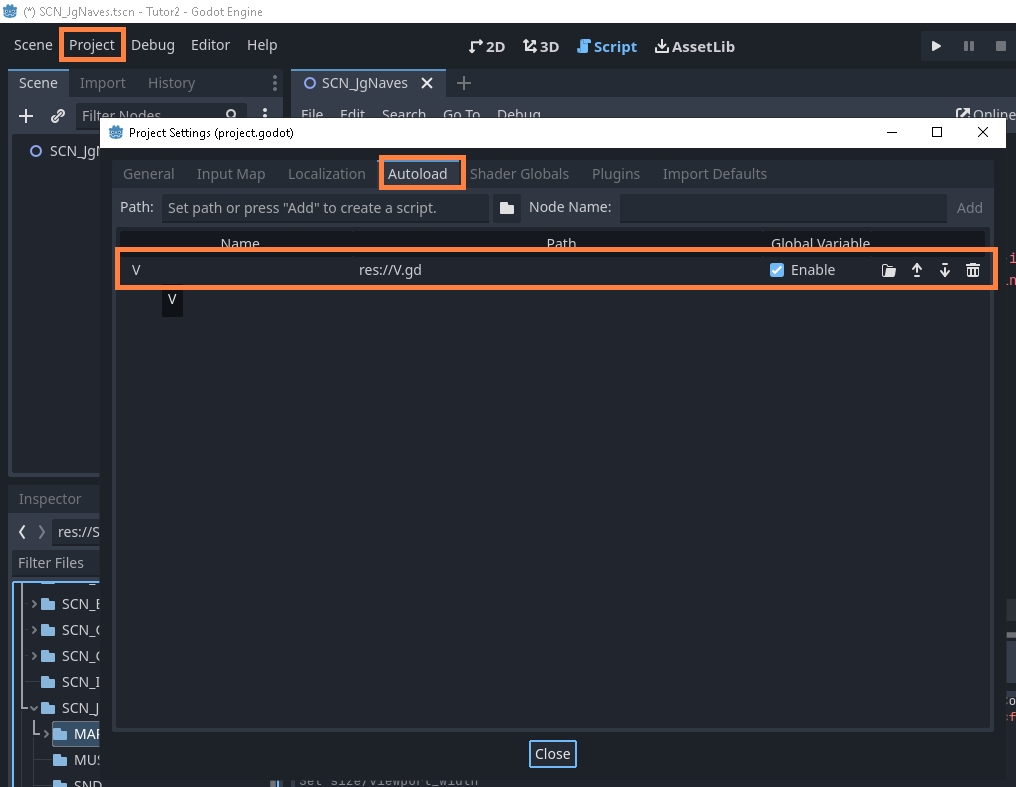 (*) SCN_JgNaves.tscn - Tutor2 - Godot Engine
Scene Project Debug Editor Help 2D 3D Script AssetLib
Scene Import History SCN_JgNaves
Filter Nodes File Edit Search Go To Debug Online
Project Settings (project.godot)
SCN_JgN
General Input Map Localization Autoload Shader Globals Plugins Import Defaults
Path: Set path or press "Add" to create a script. Node Name: Add
Name Path Global Variable
V res://V.gd Enable
V
Inspector
res://S
Filter Files
SCN_E
SCN_C
SCN_C
SCN_I
SCN_J
MAP
MUS
SND
Close
Set size/viewport_width